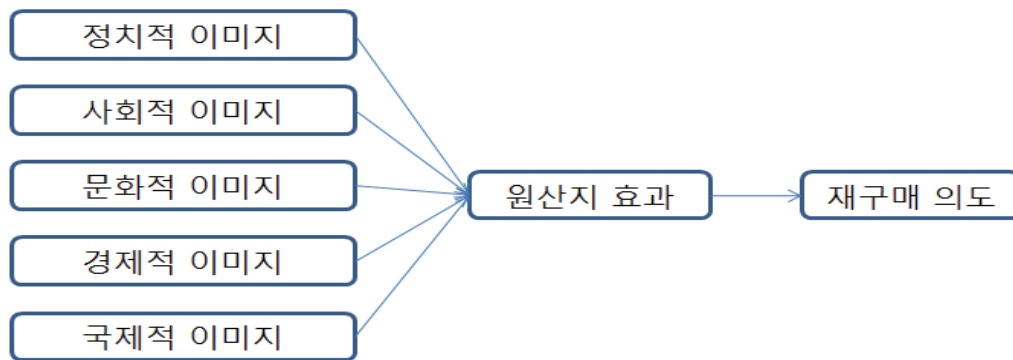 정치적 이미지
사회적 이미지
문화적 이미지
경제적 이미지
국제적 이미지
원산지 효과
재구매 의도